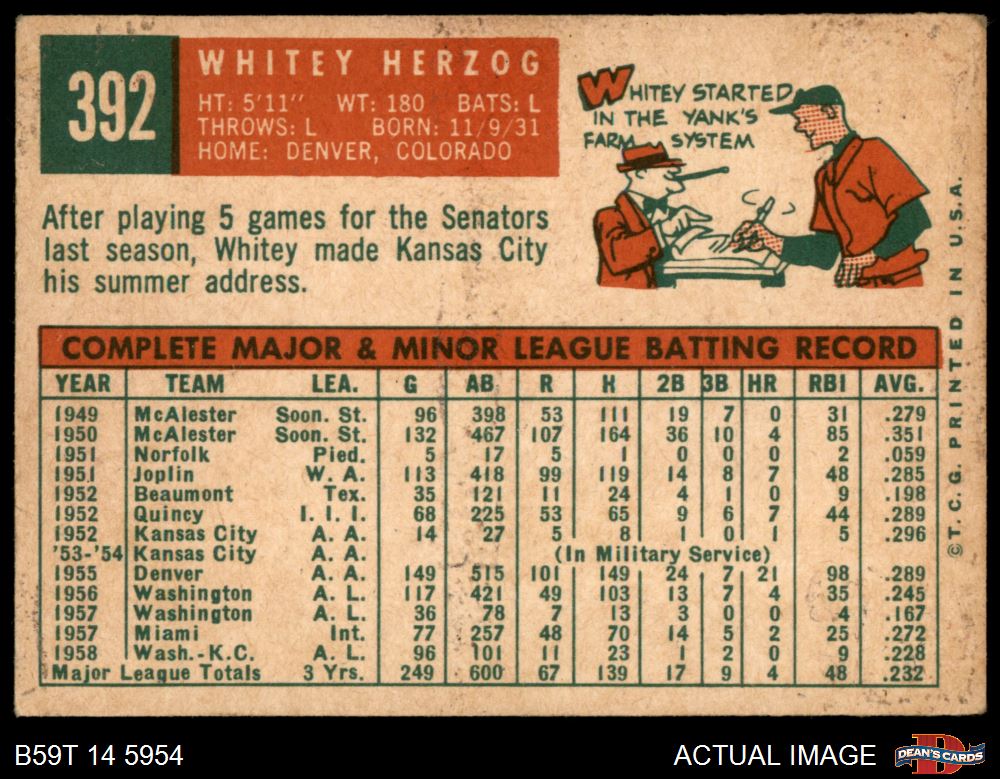 392
WHITEY HERZOG
HT: 5'11" WT: 180 BATS: L
THROWS: L BORN: 11/9/31
HOME: DENVER, COLORADO
WHITEY STARTED
IN THE YANK'S
FARM SYSTEM
After playing 5 games for the Senators
last season, Whitey made Kansas City
his summer address.
COMPLETE MAJOR & MINOR LEAGUE BATTING RECORD
YEAR TEAM LEA. G AB R H 2B 3B HR RBI AVG.
1949 McAlester Soon. St. 96 398 53 111 19 7 0 31 .279
1950 McAlester Soon. St. 132 467 107 164 36 10 4 85 .351
1951 Norfolk Pied. 5 17 5 1 0 0 0 2 .059
1951 Joplin W. A. 113 418 99 119 14 8 7 48 .285
1952 Beaumont Tex. 35 121 11 24 4 1 0 9 .198
1952 Quincy I. I. I. 68 225 53 65 9 6 7 44 .289
1952 Kansas City A. A. 14 27 5 8 1 0 1 5 .296
'53-'54 Kansas City A. A. (In Military Service)
1955 Denver A. A. 149 515 101 149 24 7 21 98 .289
1956 Washington A. L. 117 421 49 103 13 7 4 35 .245
1957 Washington A. L. 36 78 7 13 3 0 0 4 .167
1957 Miami Int. 77 257 48 70 14 5 2 25 .272
1958 Wash.-K.C. A. L. 96 101 11 23 1 2 0 9 .228
Major League Totals 3 Yrs. 249 600 67 139 17 9 4 48 .232
© T. C. G. PRINTED IN U.S.A.
B59T 14 5954
ACTUAL IMAGE
D
DEAN'S CARDS